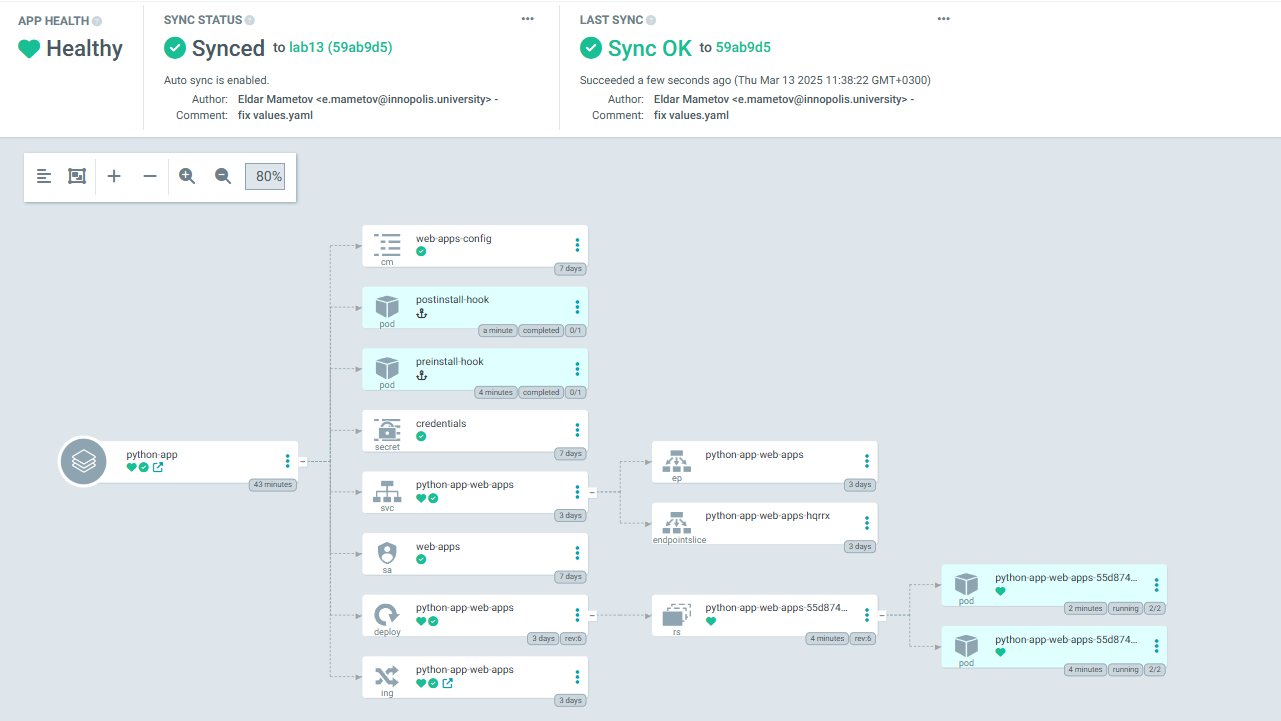 APP HEALTH
Healthy
SYNC STATUS
Synced to lab13 (59ab9d5)
Auto sync is enabled.
Author: Eldar Mametov <e.mametov@innopolis.university> -
Comment: fix values.yaml
LAST SYNC
Sync OK to 59ab9d5
Succeeded a few seconds ago (Thu Mar 13 2025 11:38:22 GMT+0300)
Author: Eldar Mametov <e.mametov@innopolis.university> -
Comment: fix values.yaml
80%
python-app
43 minutes
web-apps-config
cm
7 days
postinstall-hook
pod
a minute completed 0/1
preinstall-hook
pod
4 minutes completed 0/1
credentials
secret
7 days
python-app-web-apps
svc
3 days
web-apps
sa
7 days
python-app-web-apps
deploy
3 days rev:6
python-app-web-apps
ing
3 days
python-app-web-apps
ep
3 days
python-app-web-apps-hqrrx
endpointslice
3 days
python-app-web-apps-55d874...
rs
4 minutes rev:6
python-app-web-apps-55d874...
pod
2 minutes running 2/2
python-app-web-apps-55d874...
pod
4 minutes running 2/2